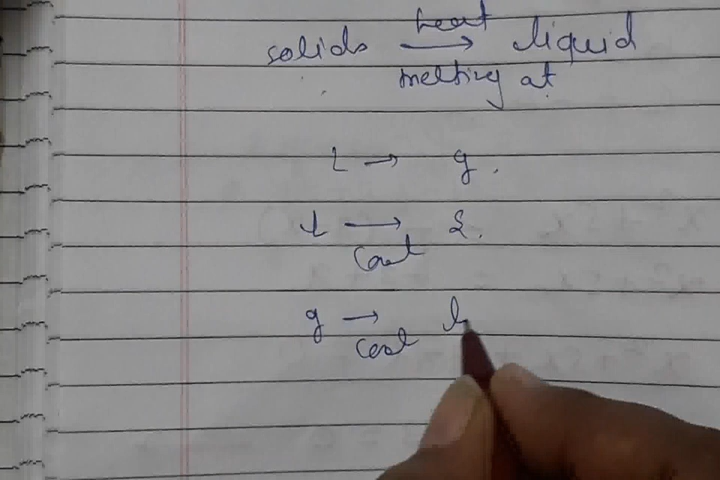 heat
solids → liquid
melting at
l → g.
l → s.
Cool
g → l
Cool